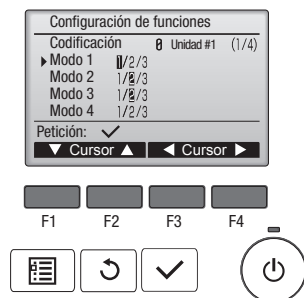 Configuración de funciones
Codificación 0 Unidad #1 (1/4)
Modo 1 1/2/3
Modo 2 1/2/3
Modo 3 1/2/3
Modo 4 1/2/3
Petición:
Cursor Cursor
F1 F2 F3 F4